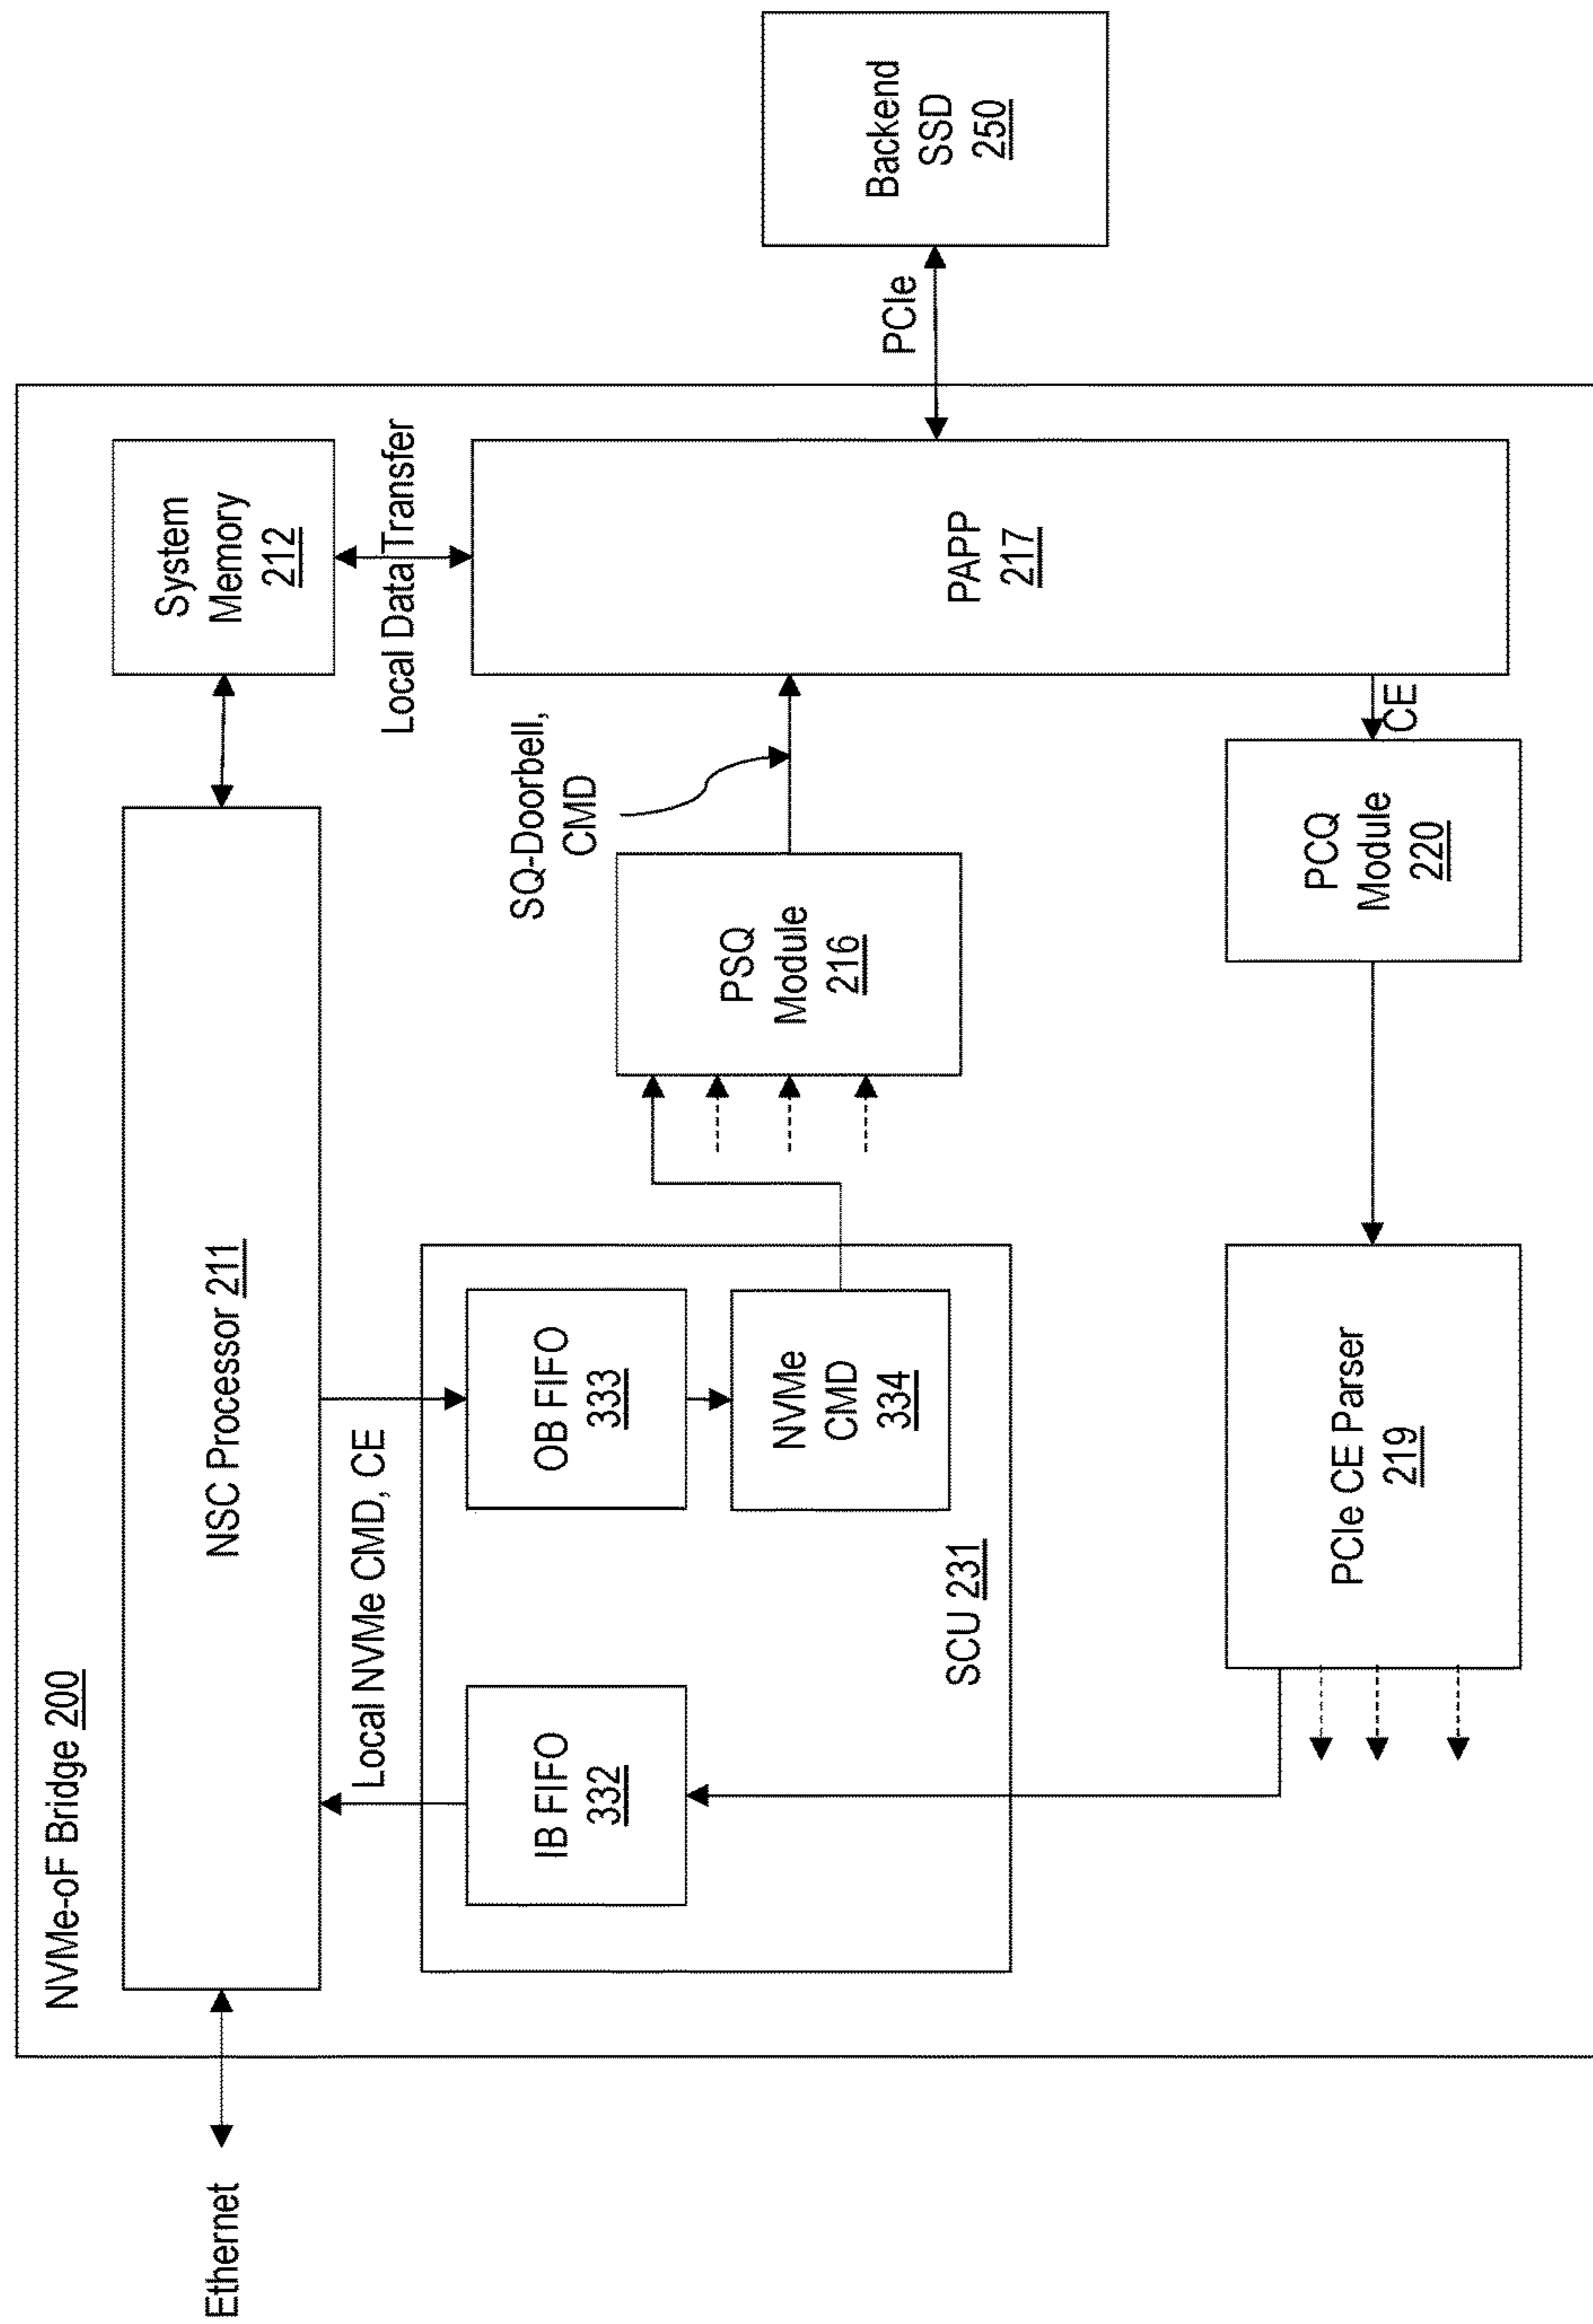 NVMe-oF Bridge 200
Ethernet
NSC Processor 211
System
Memory
212
Local NVMe CMD, CE
Local Data Transfer
IB FIFO
332
OB FIFO
333
NVMe
CMD
334
SCU 231
SQ-Doorbell,
CMD
PSQ
Module
216
PAPP
217
PCIe
Backend
SSD
250
CE
PCQ
Module
220
PCIe CE Parser
219